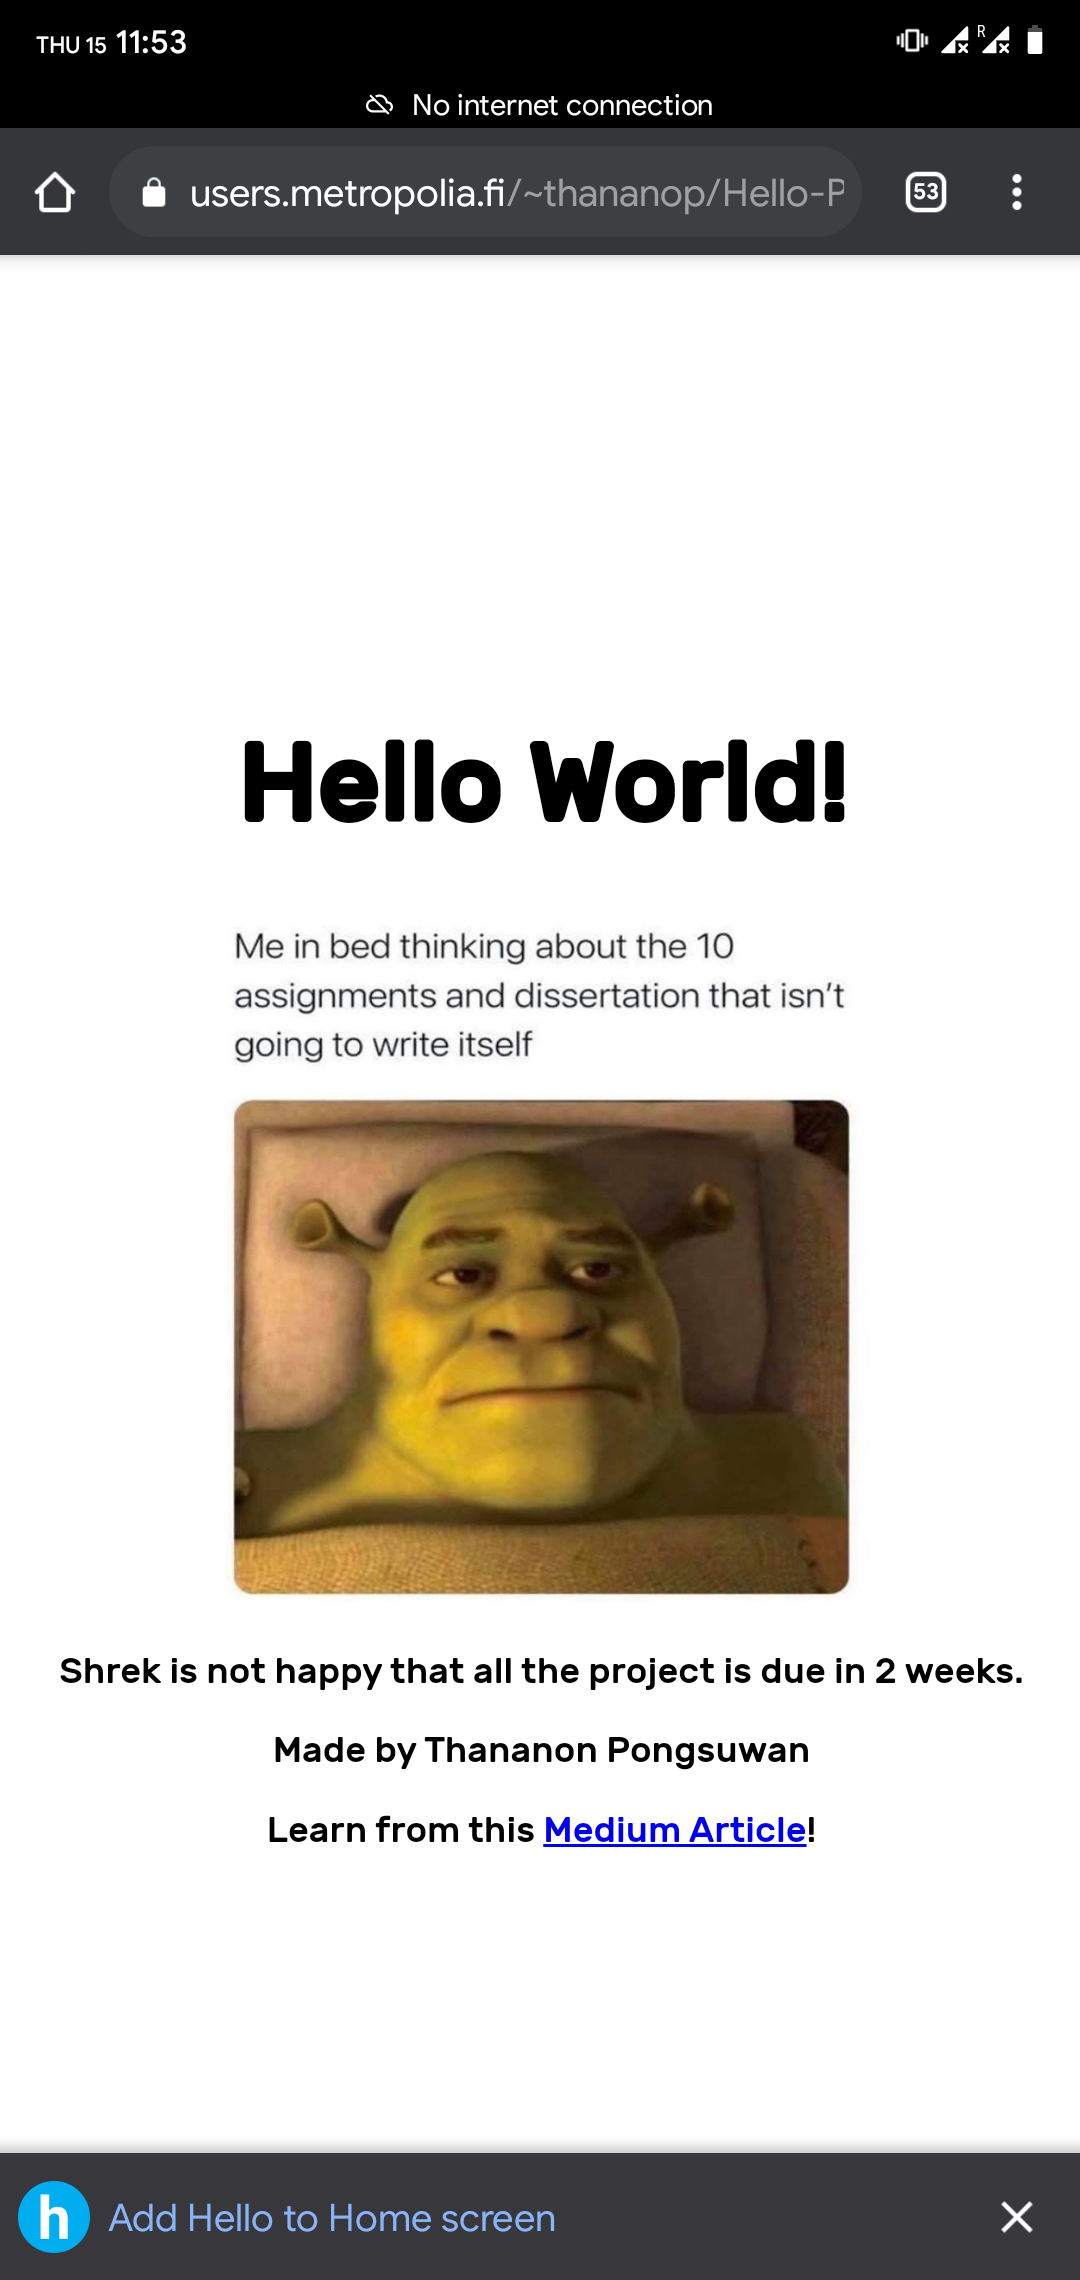 THU 15 11:53
R
No internet connection
users.metropolia.fi/~thananop/Hello-P
53
Hello World!
Me in bed thinking about the 10
assignments and dissertation that isn't
going to write itself
Shrek is not happy that all the project is due in 2 weeks.
Made by Thananon Pongsuwan
Learn from this Medium Article!
h Add Hello to Home screen